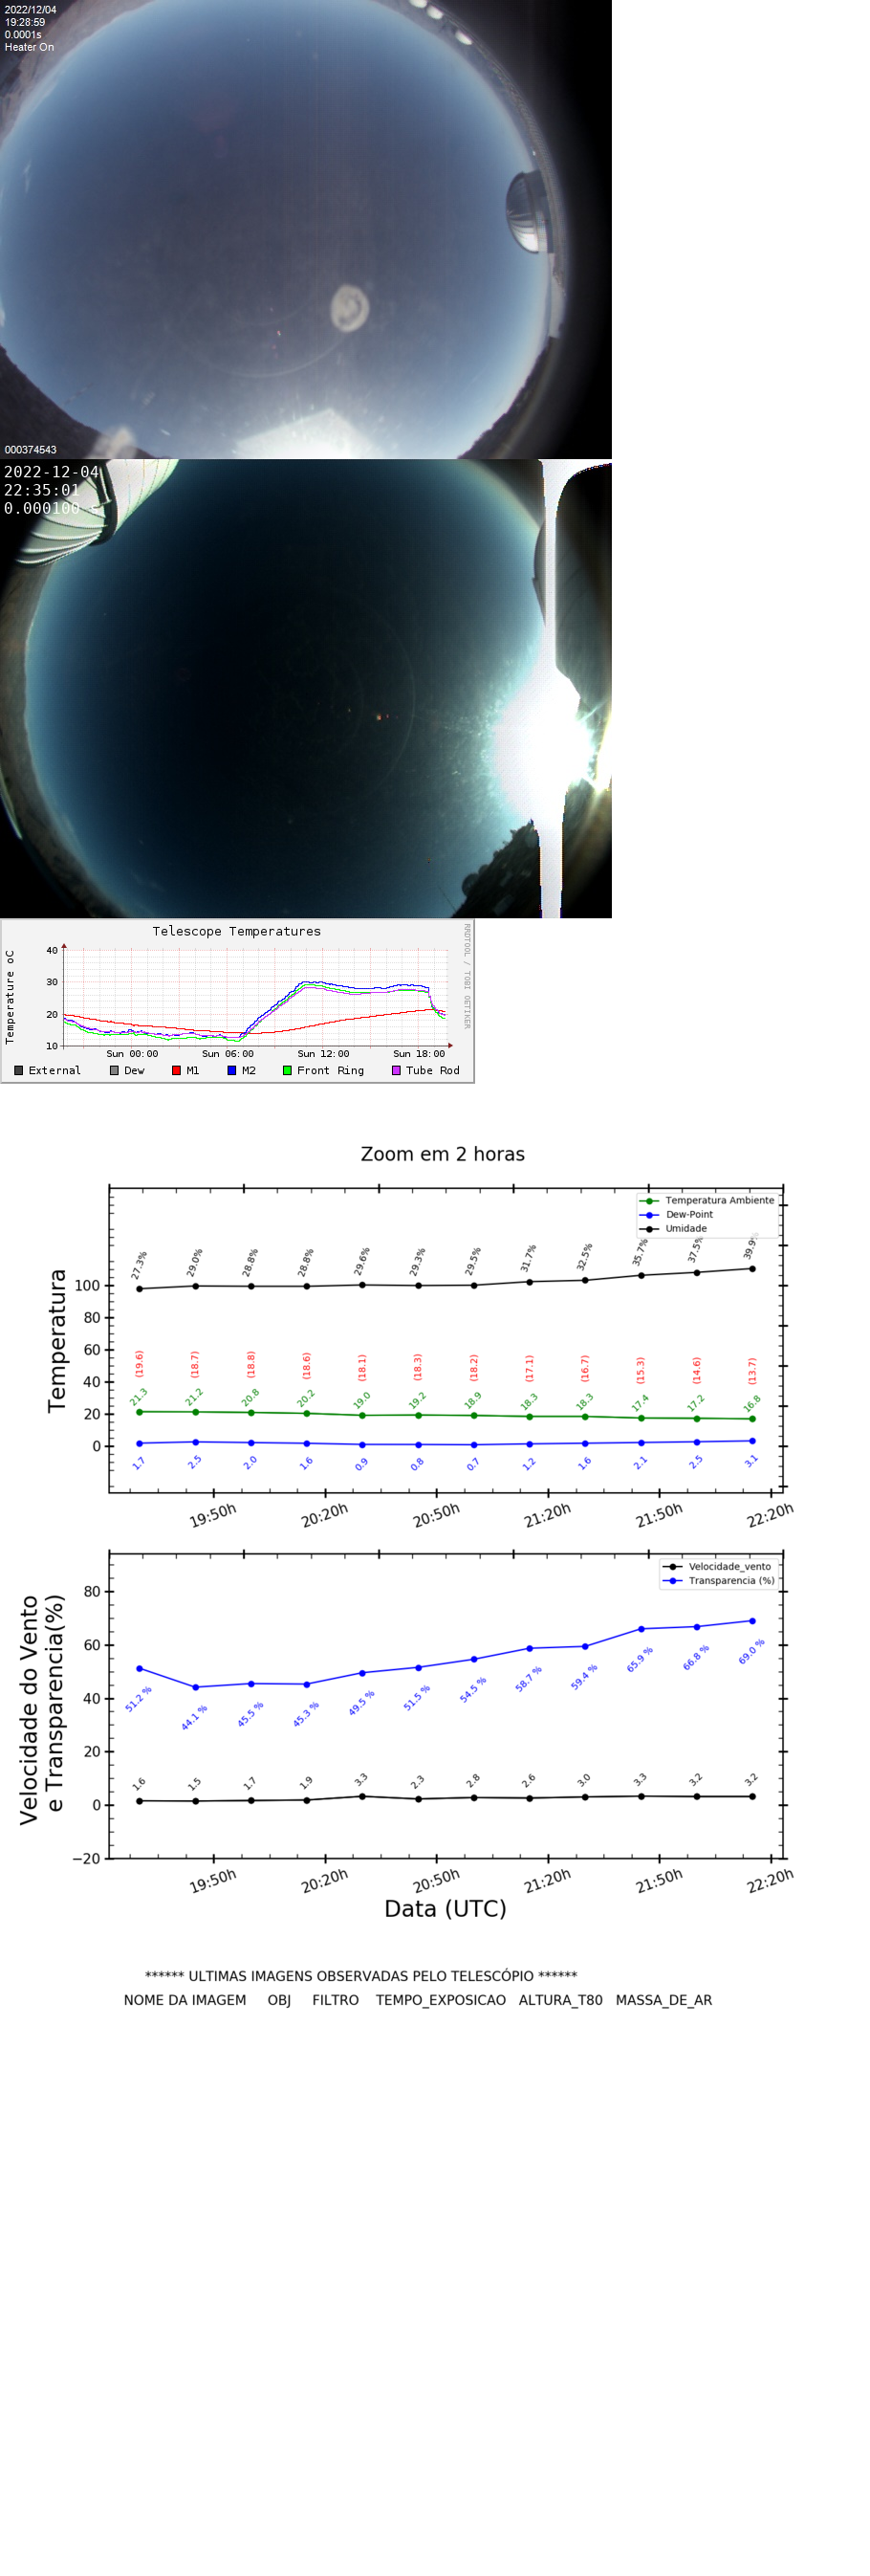 2022/12/04
19:28:59
0.0001s
Heater On
000374543
2022-12-04
22:35:01
0.000100 s
Telescope Temperatures
RRDTOOL / TOBI OETIKER
Temperature oC
40
30
20
10
Sun 00:00 Sun 06:00 Sun 12:00 Sun 18:00
External Dew M1 M2 Front Ring Tube Rod
Zoom em 2 horas
Temperatura Ambiente
Dew-Point
Umidade
Temperatura
100
80
60
40
20
0
27.3% 29.0% 28.8% 28.8% 29.6% 29.3% 29.5% 31.7% 32.5% 35.7% 37.5% 39.9%
(19.6) (18.7) (18.8) (18.6) (18.1) (18.3) (18.2) (17.1) (16.7) (15.3) (14.6) (13.7)
21.3 21.2 20.8 20.2 19.0 19.2 18.9 18.3 18.3 17.4 17.2 16.8
1.7 2.5 2.0 1.6 0.9 0.8 0.7 1.2 1.6 2.1 2.5 3.1
19:50h 20:20h 20:50h 21:20h 21:50h 22:20h
Velocidade_vento
Transparencia (%)
Velocidade do Vento
e Transparencia(%)
80
60
40
20
0
−20
51.2 % 44.1 % 45.5 % 45.3 % 49.5 % 51.5 % 54.5 % 58.7 % 59.4 % 65.9 % 66.8 % 69.0 %
1.6 1.5 1.7 1.9 3.3 2.3 2.8 2.6 3.0 3.3 3.2 3.2
19:50h 20:20h 20:50h 21:20h 21:50h 22:20h
Data (UTC)
****** ULTIMAS IMAGENS OBSERVADAS PELO TELESCÓPIO ******
NOME DA IMAGEM OBJ FILTRO TEMPO_EXPOSICAO ALTURA_T80 MASSA_DE_AR